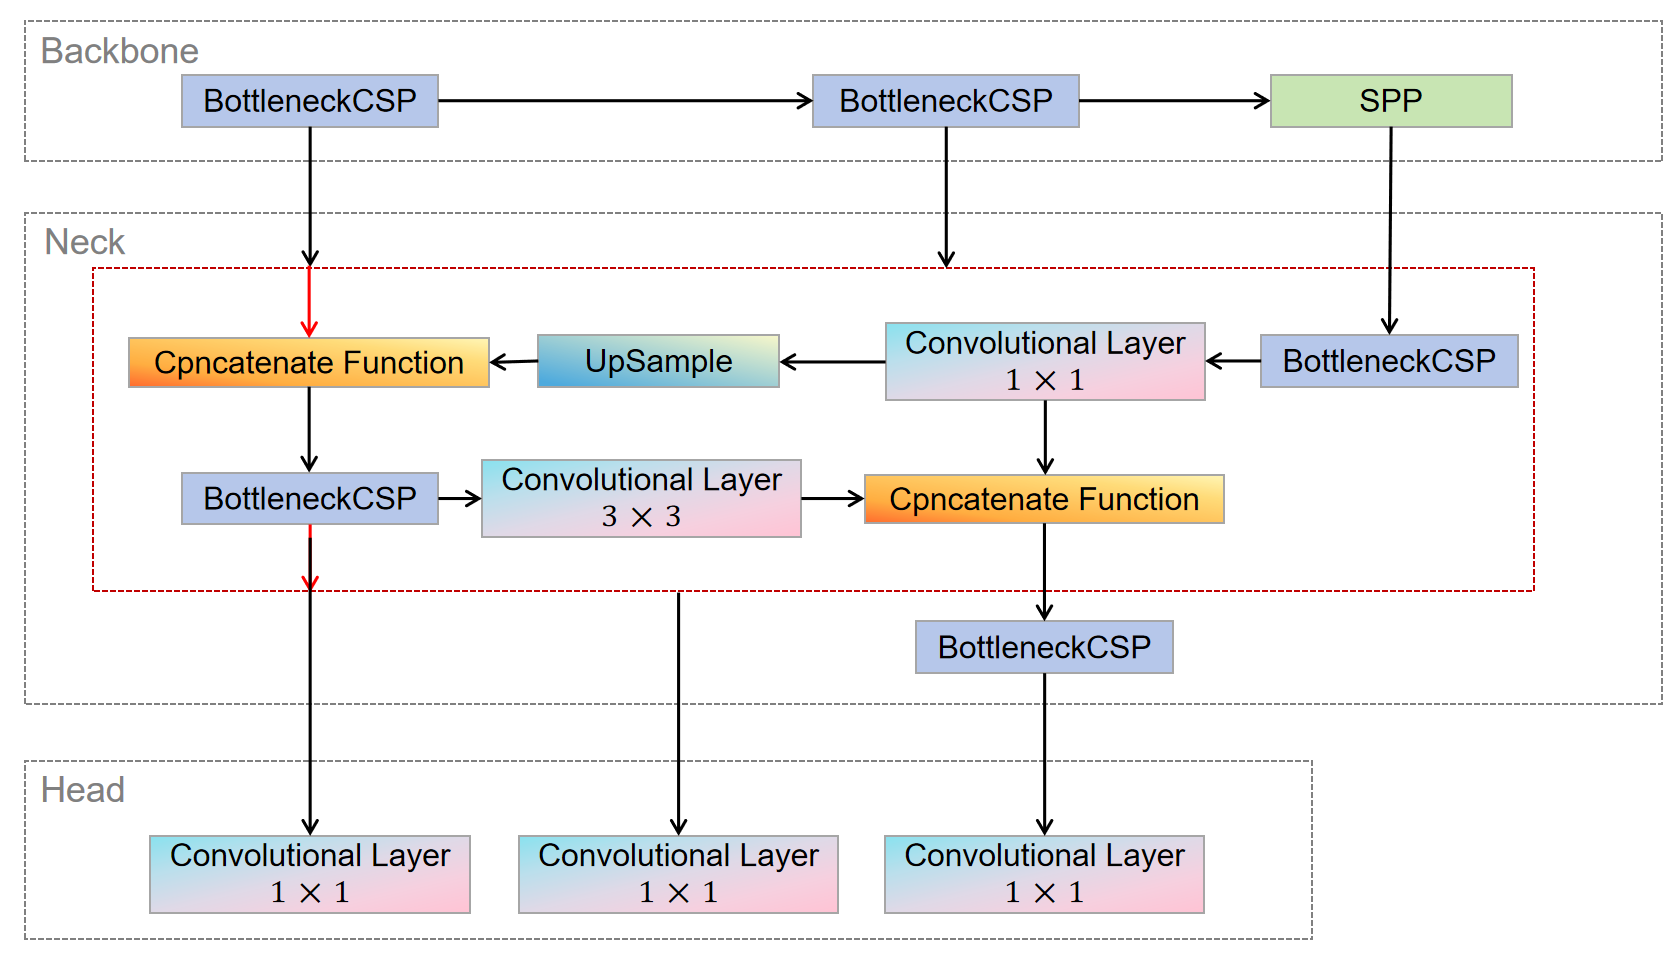 Backbone
BottleneckCSP
BottleneckCSP
SPP
Neck
Cpncatenate Function
UpSample
Convolutional Layer
1 × 1
BottleneckCSP
BottleneckCSP
Convolutional Layer
3 × 3
Cpncatenate Function
BottleneckCSP
Head
Convolutional Layer
1 × 1
Convolutional Layer
1 × 1
Convolutional Layer
1 × 1